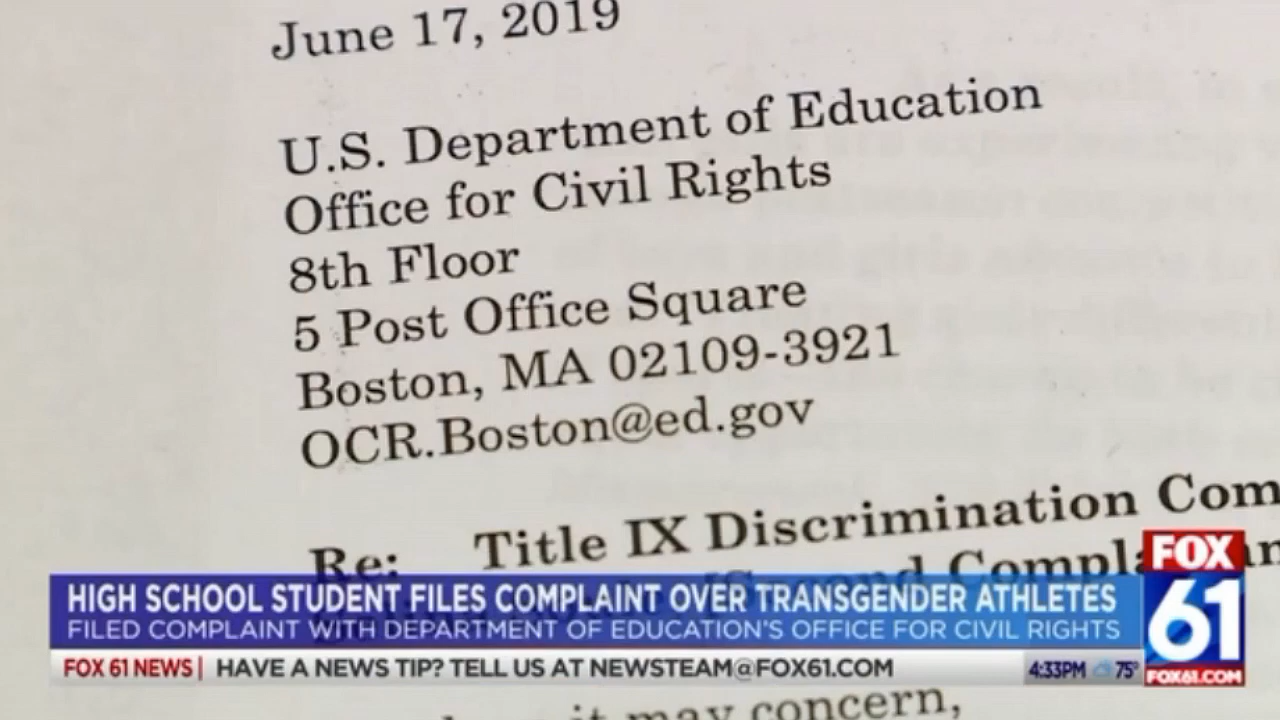 June 17, 2019
U.S. Department of Education
Office for Civil Rights
8th Floor
5 Post Office Square
Boston, MA 02109-3921
OCR.Boston@ed.gov
Re: Title IX Discrimination Com
HIGH SCHOOL STUDENT FILES COMPLAINT OVER TRANSGENDER ATHLETES
FILED COMPLAINT WITH DEPARTMENT OF EDUCATION'S OFFICE FOR CIVIL RIGHTS
FOX 61 NEWS | HAVE A NEWS TIP? TELL US AT NEWSTEAM@FOX61.COM
4:33PM 75°
FOX
61
FOX61.COM
it may concern,